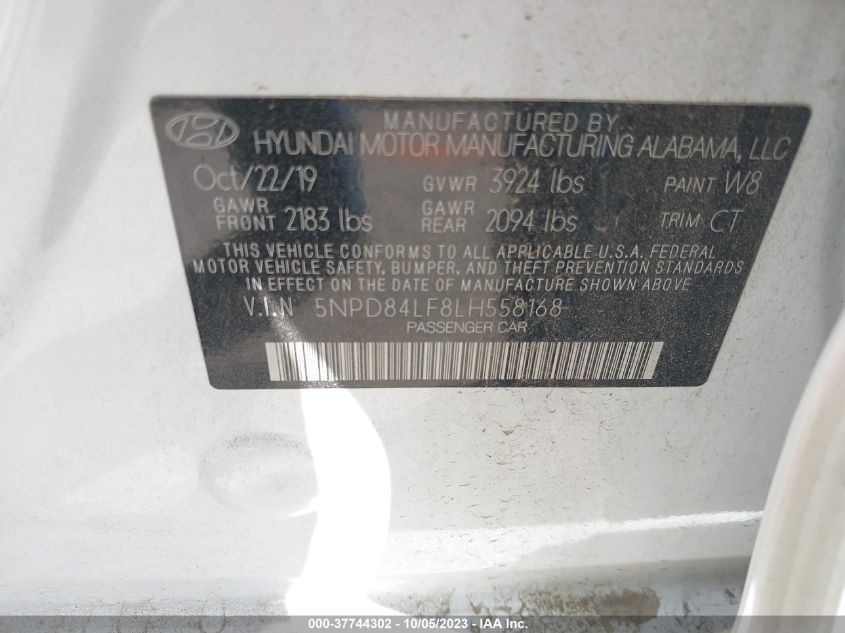 MANUFACTURED BY
HYUNDAI MOTOR MANUFACTURING ALABAMA, LLC
Oct/22/19 GVWR 3924 lbs PAINT W8
GAWR FRONT 2183 lbs GAWR REAR 2094 lbs TRIM CT
THIS VEHICLE CONFORMS TO ALL APPLICABLE U.S.A. FEDERAL
MOTOR VEHICLE SAFETY, BUMPER, AND THEFT PREVENTION STANDARDS
IN EFFECT ON THE DATE OF MANUFACTURE SHOWN ABOVE
V.I.N 5NPD84LF8LH558168
PASSENGER CAR
000-37744302 - 10/05/2023 - IAA Inc.